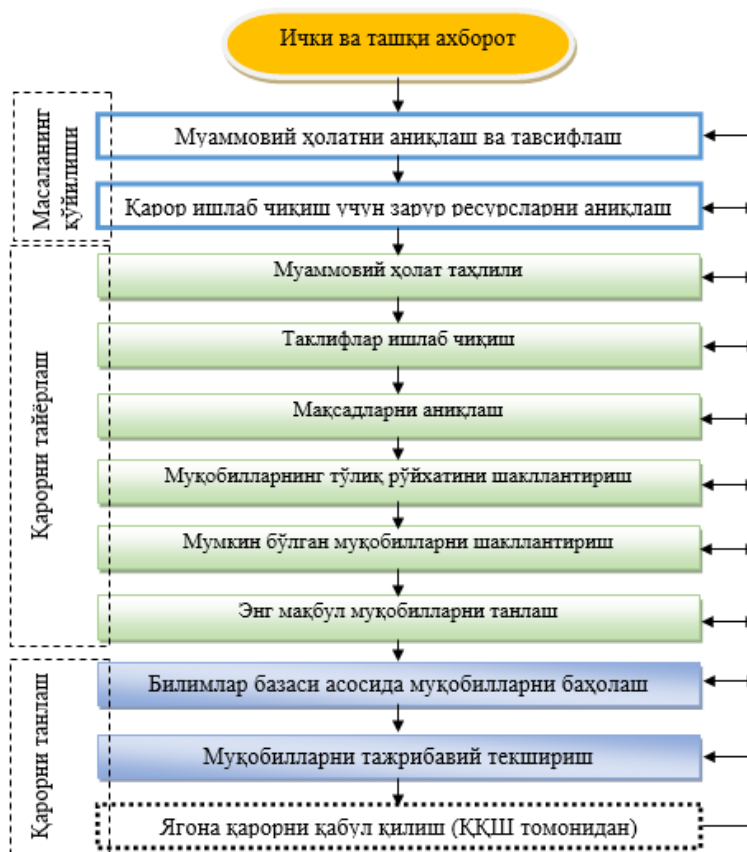 Ички ва ташқи ахборот
Масаланинг
қўйилиши
Муаммовий ҳолатни аниқлаш ва тавсифлаш
Қарор ишлаб чиқиш учун зарур ресурсларни аниқлаш
Қарорни тайёрлаш
Муаммовий ҳолат таҳлили
Таклифлар ишлаб чиқиш
Мақсадларни аниқлаш
Муқобилларнинг тўлиқ рўйхатини шакллантириш
Мумкин бўлган муқобилларни шакллантириш
Энг мақбул муқобилларни танлаш
Қарорни танлаш
Билимлар базаси асосида муқобилларни баҳолаш
Муқобилларни тажрибавий текшириш
Ягона қарорни қабул қилиш (ҚҚШ томонидан)